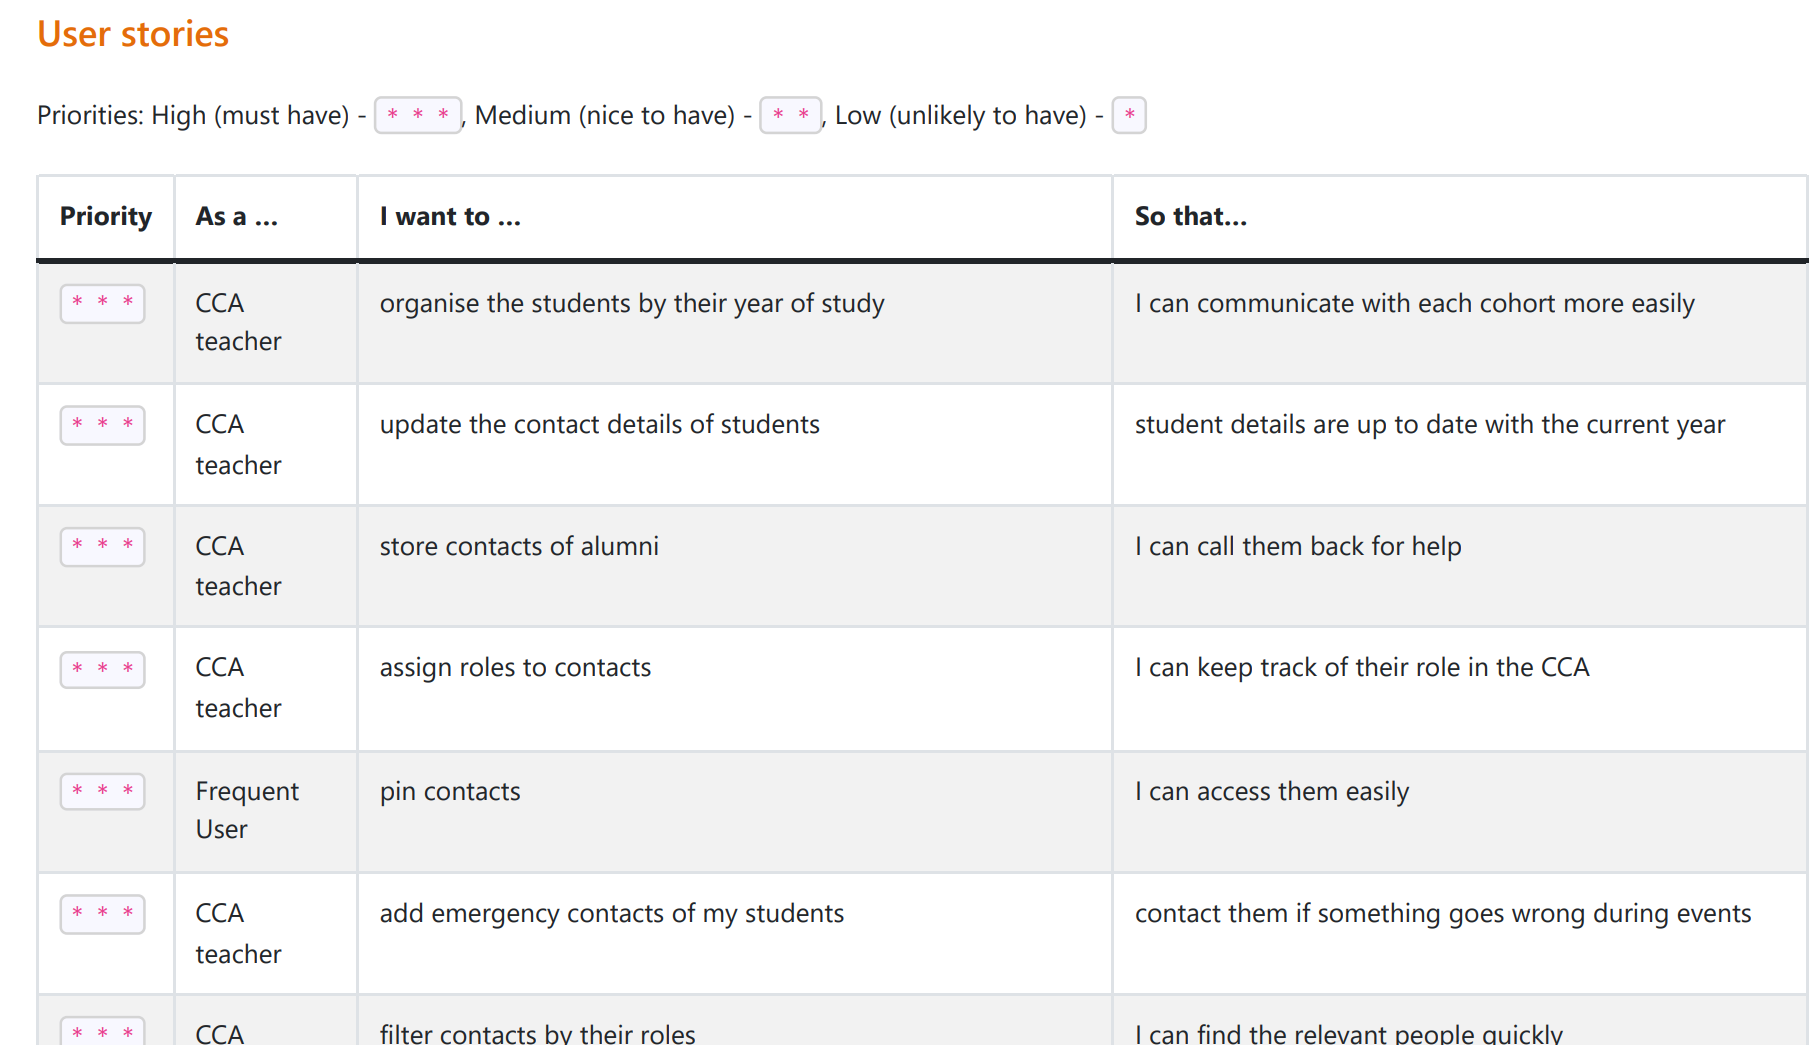 User stories
Priorities: High (must have) - * * *, Medium (nice to have) - * *, Low (unlikely to have) - *
Priority As a ... I want to ... So that...
* * * CCA teacher organise the students by their year of study I can communicate with each cohort more easily
* * * CCA teacher update the contact details of students student details are up to date with the current year
* * * CCA teacher store contacts of alumni I can call them back for help
* * * CCA teacher assign roles to contacts I can keep track of their role in the CCA
* * * Frequent User pin contacts I can access them easily
* * * CCA teacher add emergency contacts of my students contact them if something goes wrong during events
* * * CCA filter contacts by their roles I can find the relevant people quickly